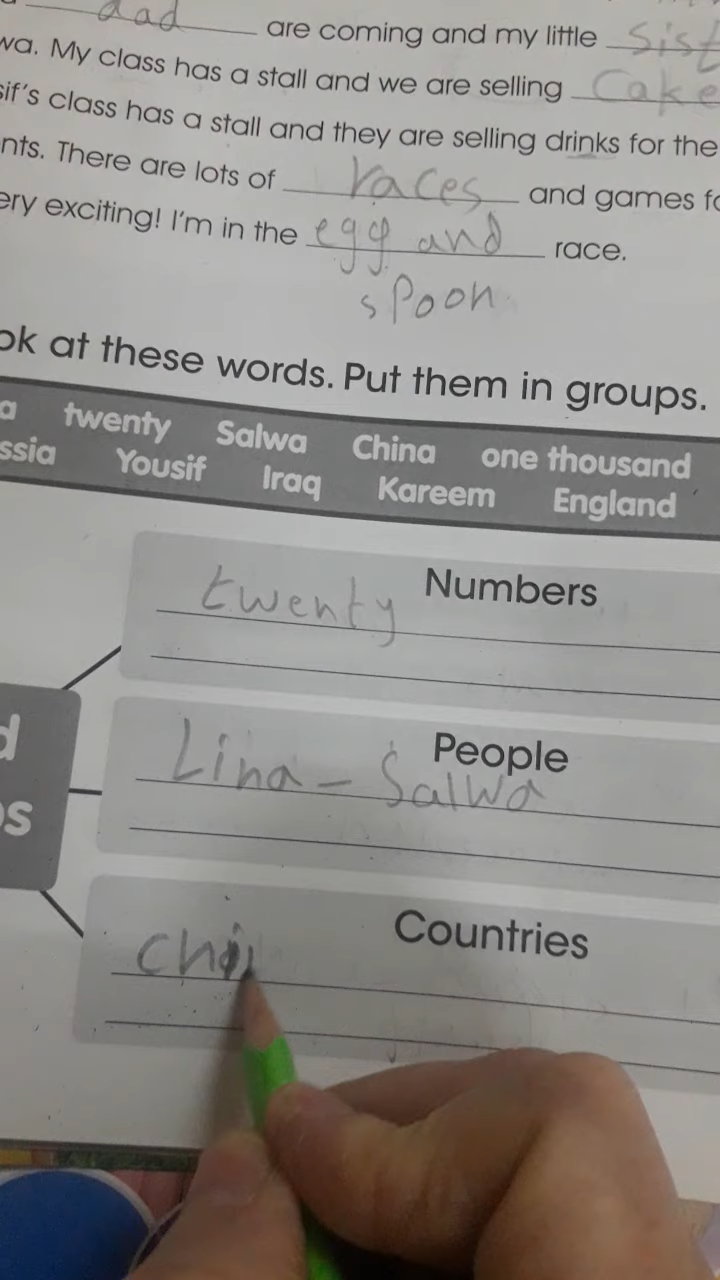 dad are coming and my little sist
wa. My class has a stall and we are selling Cake
sif's class has a stall and they are selling drinks for the
nts. There are lots of races and games fo
ery exciting! I'm in the egg and race.
spoon
ok at these words. Put them in groups.
a twenty Salwa China one thousand
ssia Yousif Iraq Kareem England
Numbers
twenty
People
Lina - Salwa
Countries
chi